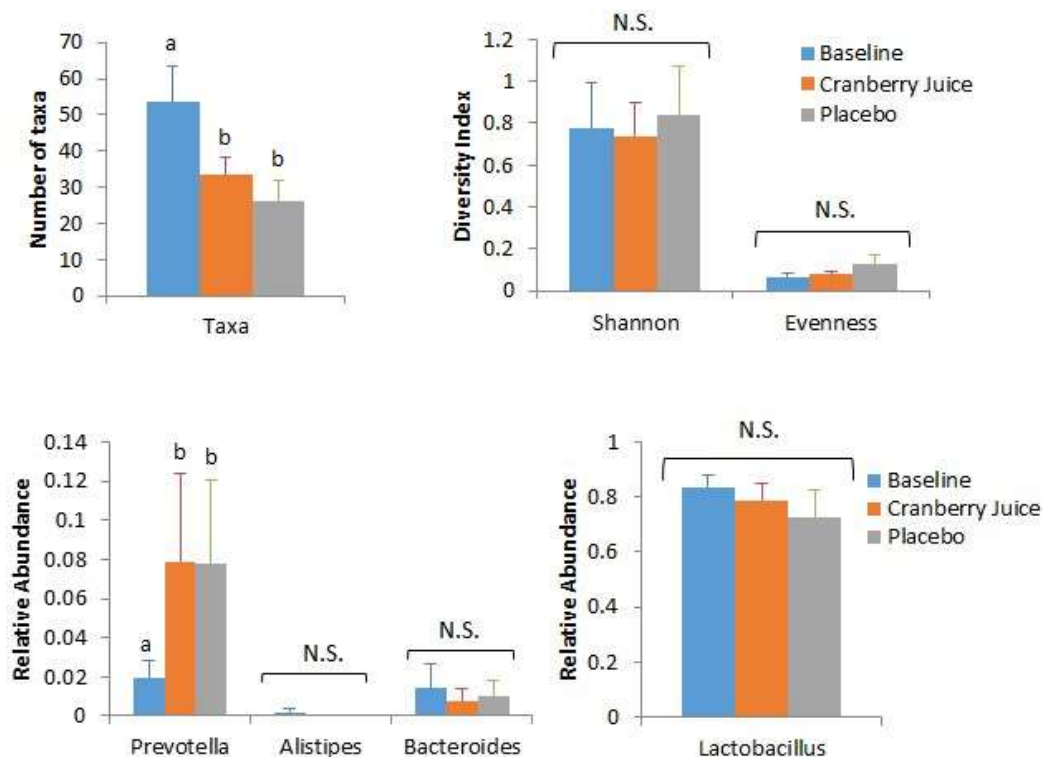 Number of taxa
70
60
50
40
30
20
10
0
a
b
b
Taxa
Diversity Index
1.2
1
0.8
0.6
0.4
0.2
0
N.S.
N.S.
Shannon
Evenness
Baseline
Cranberry Juice
Placebo
Relative Abundance
0.14
0.12
0.1
0.08
0.06
0.04
0.02
0
a
b
b
N.S.
N.S.
Prevotella
Alistipes
Bacteroides
Relative Abundance
1
0.8
0.6
0.4
0.2
0
N.S.
Lactobacillus
Baseline
Cranberry Juice
Placebo